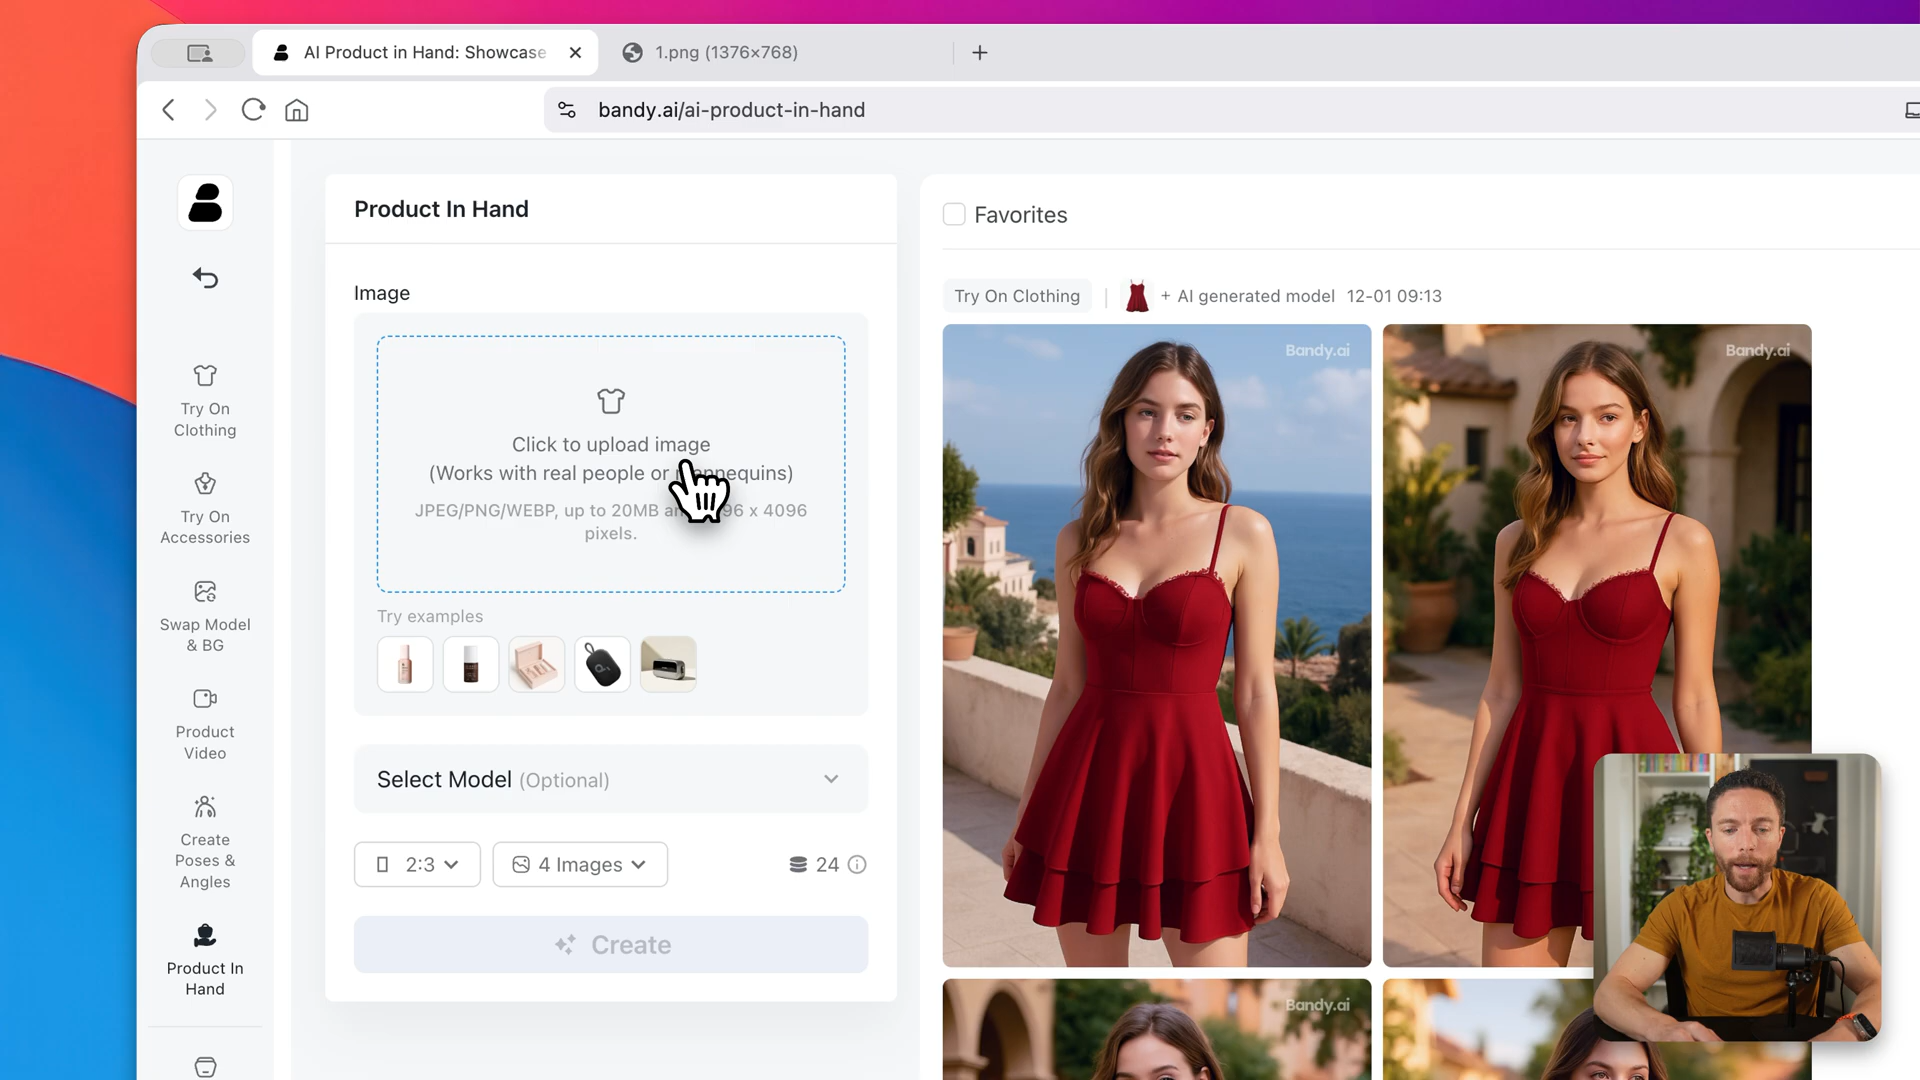 AI Product in Hand: Showcase
1.png (1376×768)
bandy.ai/ai-product-in-hand
Try On
Clothing
Try On
Accessories
Swap Model
& BG
Product
Video
Create
Poses &
Angles
Product In
Hand
Product In Hand
Image
Click to upload image
(Works with real people or mannequins)
JPEG/PNG/WEBP, up to 20MB and 4096 x 4096
pixels.
Try examples
Select Model (Optional)
2:3
4 Images
24
Create
Favorites
Try On Clothing
+ AI generated model 12-01 09:13
Bandy.ai
Bandy.ai
Bandy.ai